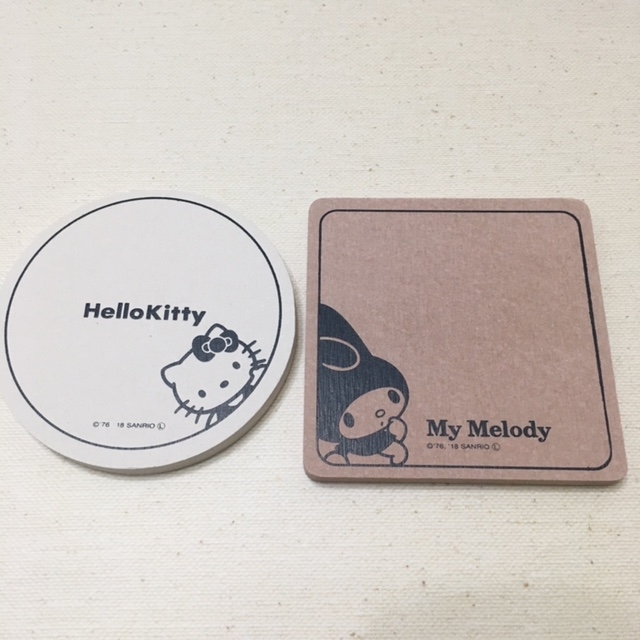 HelloKitty
©'76, '18 SANRIO Ⓛ
My Melody
©'76, '18 SANRIO Ⓛ